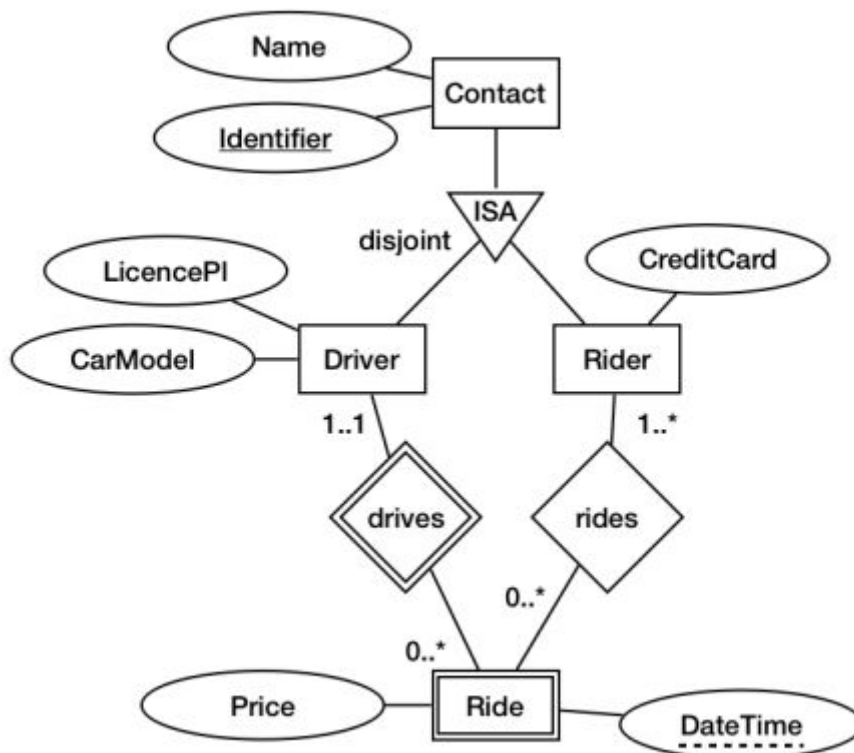 Name
Contact
Identifier
ISA
disjoint
CreditCard
LicencePl
CarModel
Driver
Rider
1..1
1..*
drives
rides
0..*
0..*
Price
Ride
DateTime